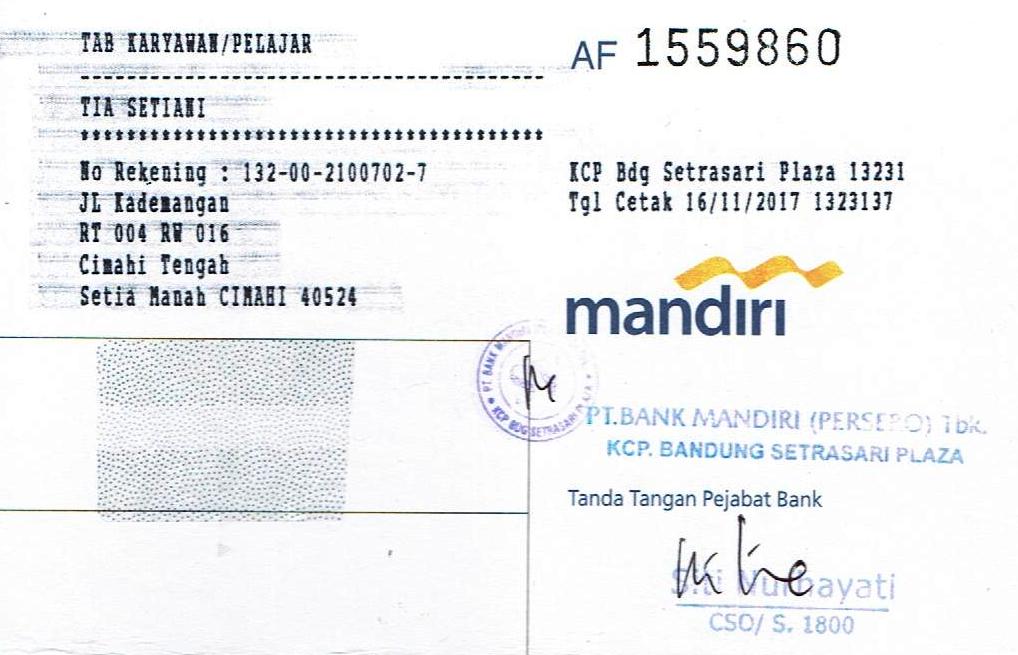 TAB KARYAWAN/PELAJAR
AF 1559860
TIA SETIANI
No Rekening : 132-00-2100702-7
JL Kademangan
RT 004 RW 016
Cimahi Tengah
Setia Manah CIMAHI 40524
KCP Bdg Setrasari Plaza 13231
Tgl Cetak 16/11/2017 1323137
mandiri
PT BANK MANDIRI
KCP BDG SETRASARI PLAZA
PT.BANK MANDIRI (PERSERO) Tbk.
KCP. BANDUNG SETRASARI PLAZA
Tanda Tangan Pejabat Bank
Siti Nurhayati
CSO/ S. 1800